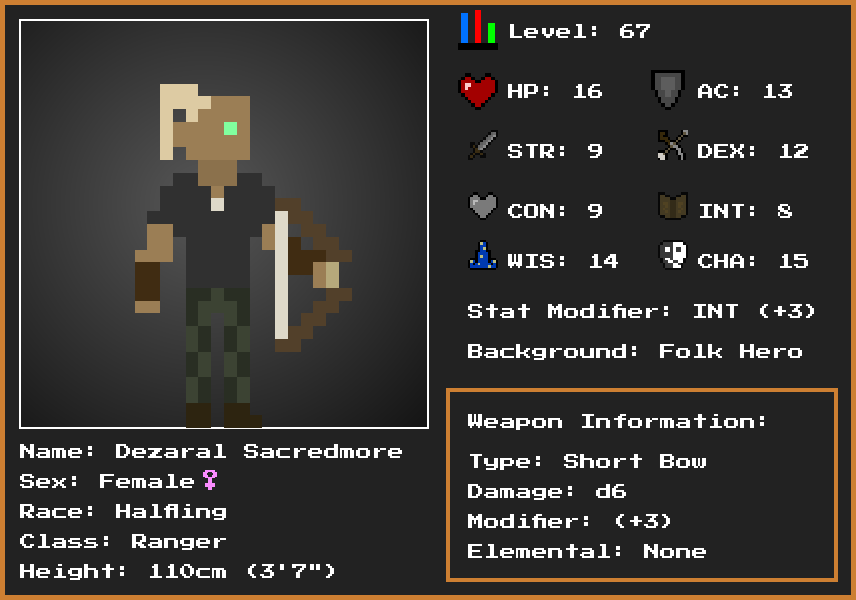 Level: 67
HP: 16
AC: 13
STR: 9
DEX: 12
CON: 9
INT: 8
WIS: 14
CHA: 15
Stat Modifier: INT (+3)
Background: Folk Hero
Weapon Information:
Type: Short Bow
Damage: d6
Modifier: (+3)
Elemental: None
Name: Dezaral Sacredmore
Sex: Female♀
Race: Halfling
Class: Ranger
Height: 110cm (3'7")